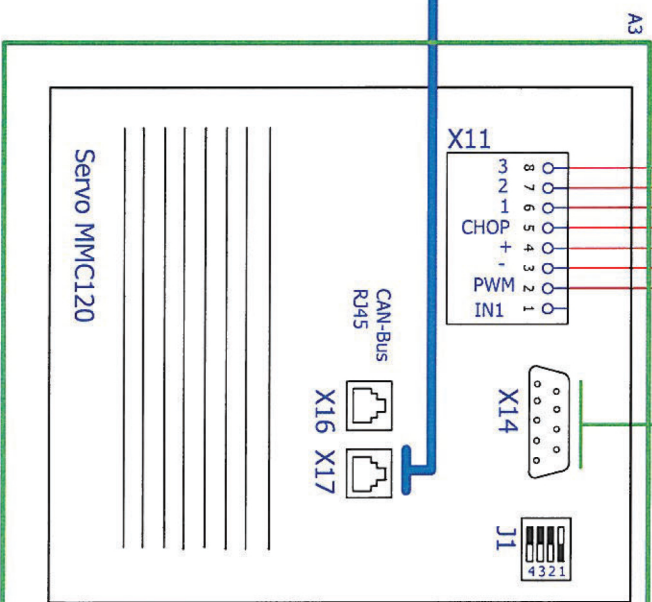 A3
X11
3 8
2 7
1 6
CHOP 5
+ 4
- 3
PWM 2
IN1 1
Servo MMC120
CAN-Bus
RJ45
X16
X17
X14
J1
4321